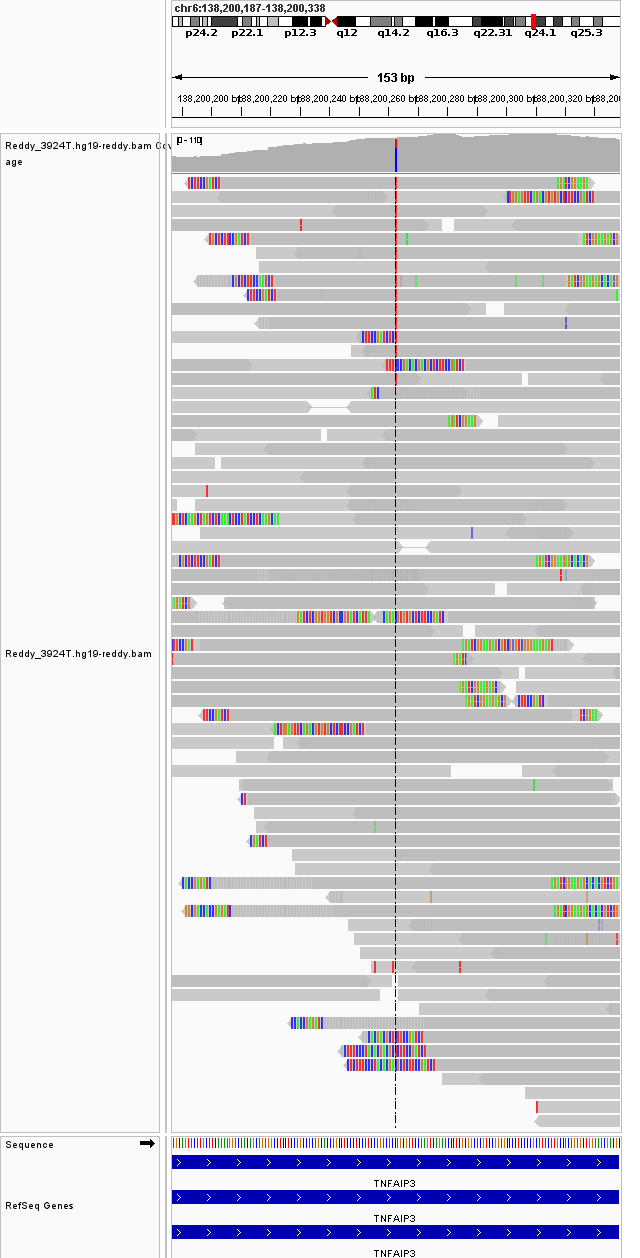 chr6:138,200,187-138,200,338
p24.2 p22.1 p12.3 q12 q14.2 q16.3 q22.31 q24.1 q25.3
153 bp
138,200,200 bp
Reddy_3924T.hg19-reddy.bam
age
[0 - 110]
Reddy_3924T.hg19-reddy.bam
Sequence
RefSeq Genes
TNFAIP3
TNFAIP3
TNFAIP3